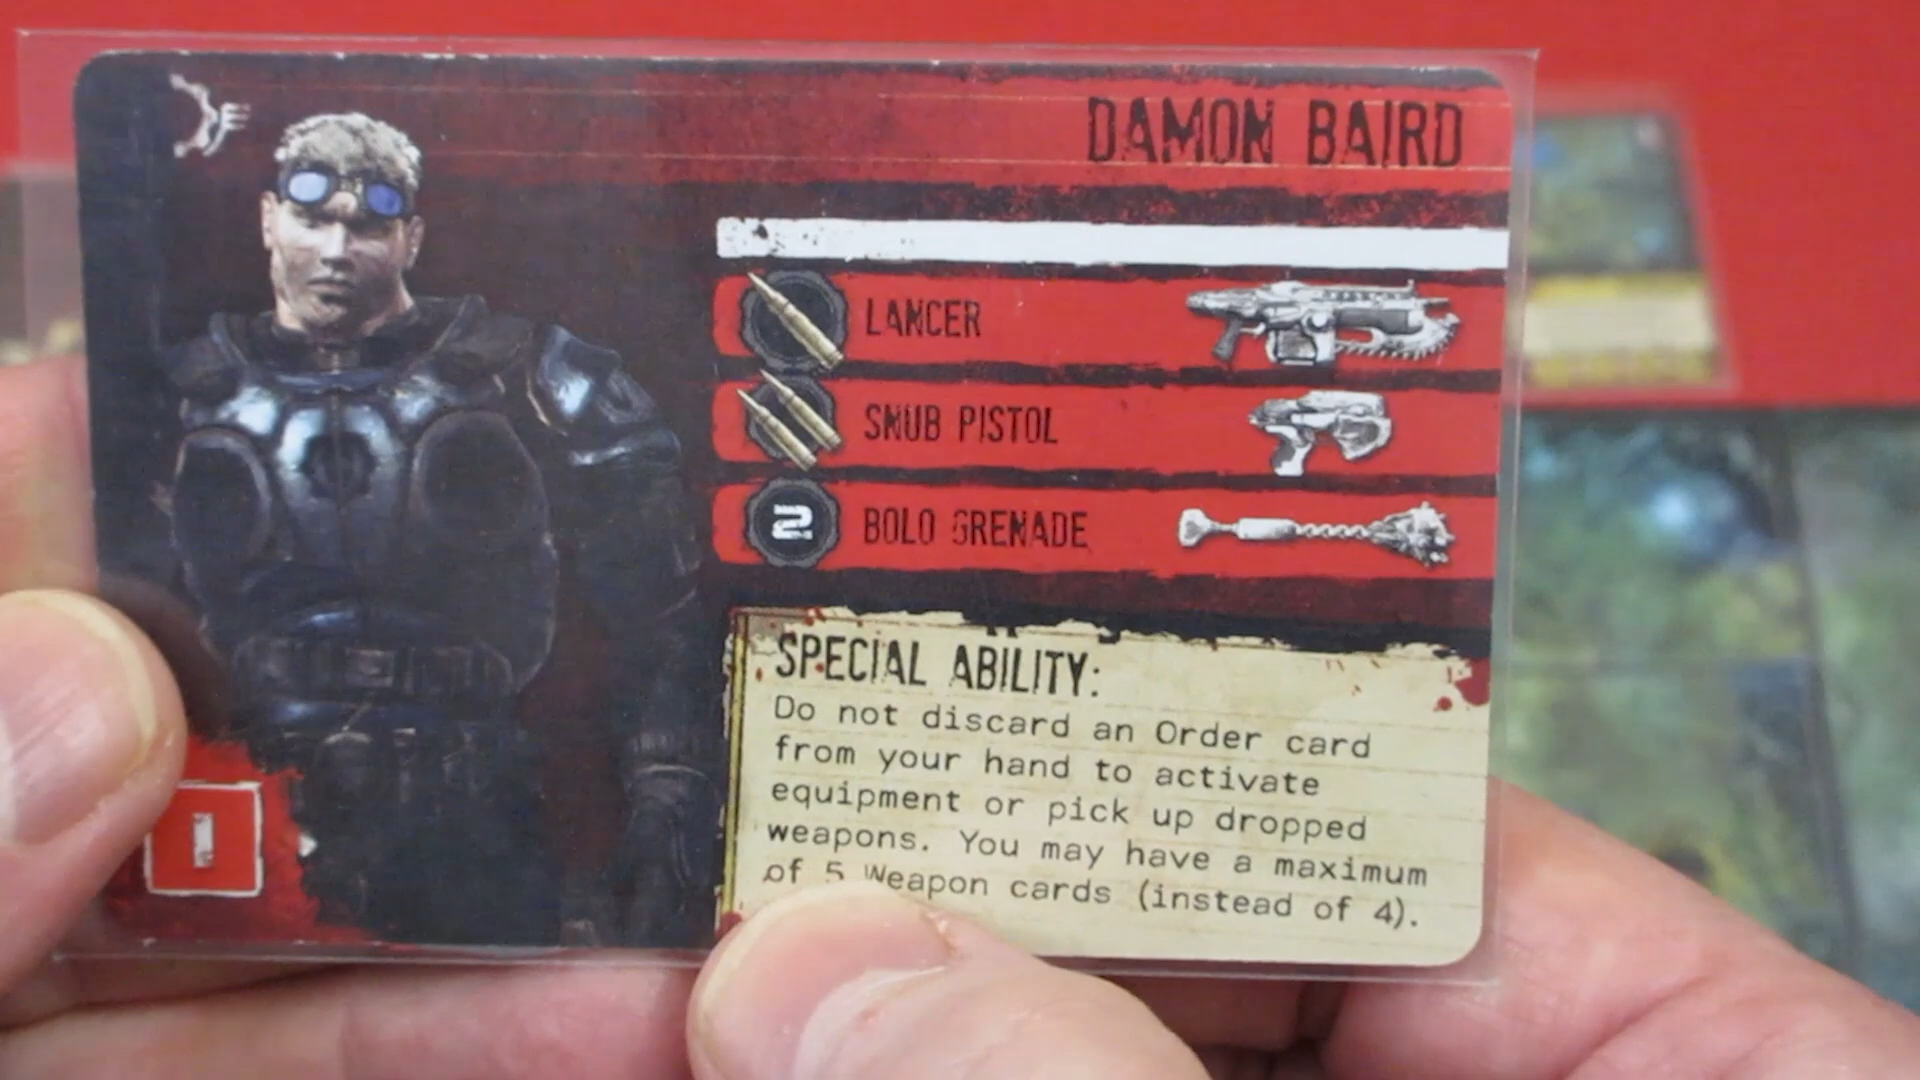 DAMON BAIRD
LANCER
SNUB PISTOL
2 BOLO GRENADE
SPECIAL ABILITY:
Do not discard an Order card
from your hand to activate
equipment or pick up dropped
weapons. You may have a maximum
of 5 Weapon cards (instead of 4).